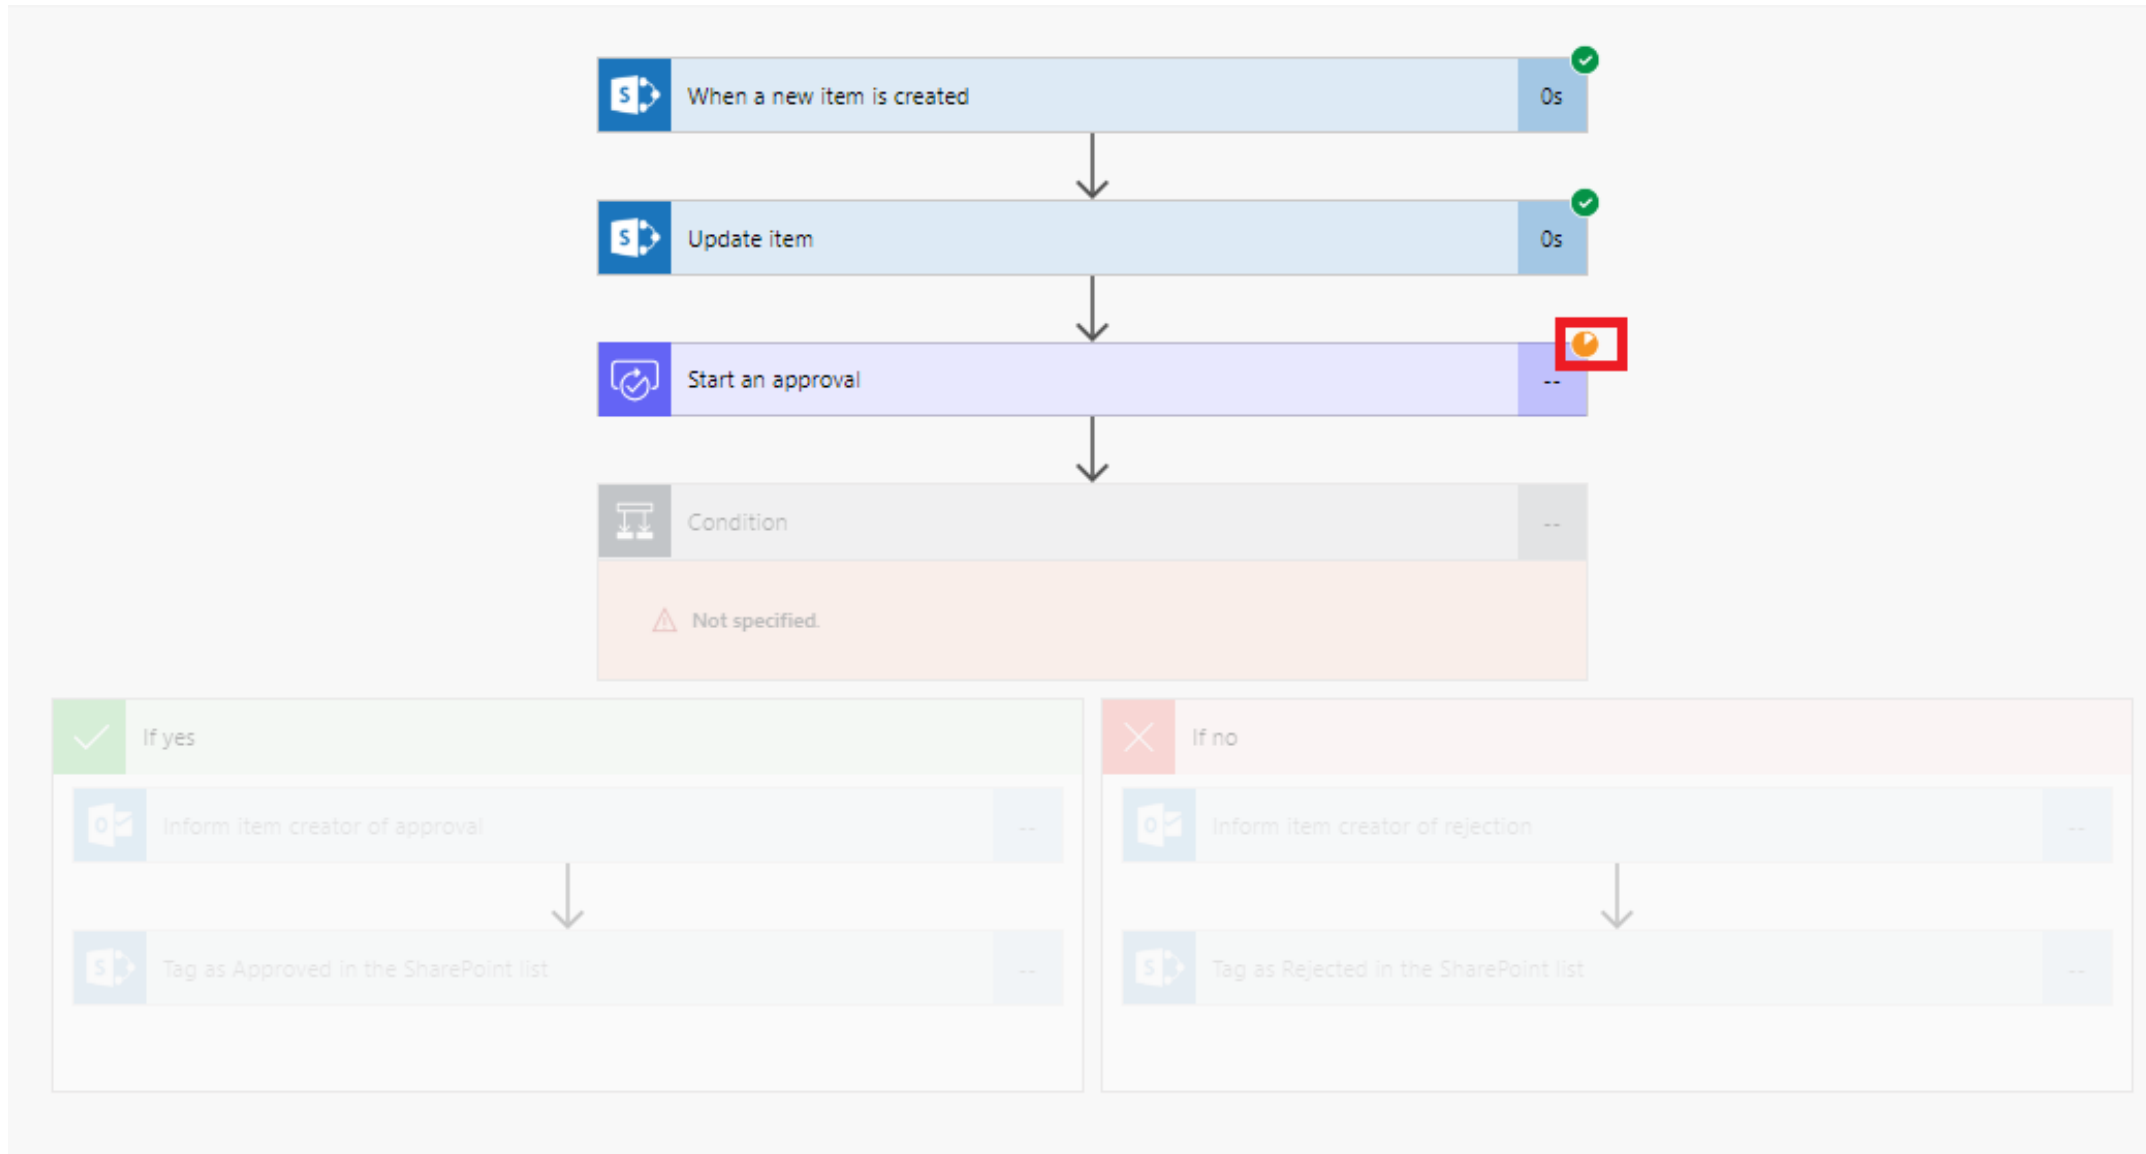 When a new item is created
0s
Update item
0s
Start an approval
--
Condition
--
Not specified.
If yes
If no
Inform item creator of approval
--
Inform item creator of rejection
--
Tag as Approved in the SharePoint list
--
Tag as Rejected in the SharePoint list
--